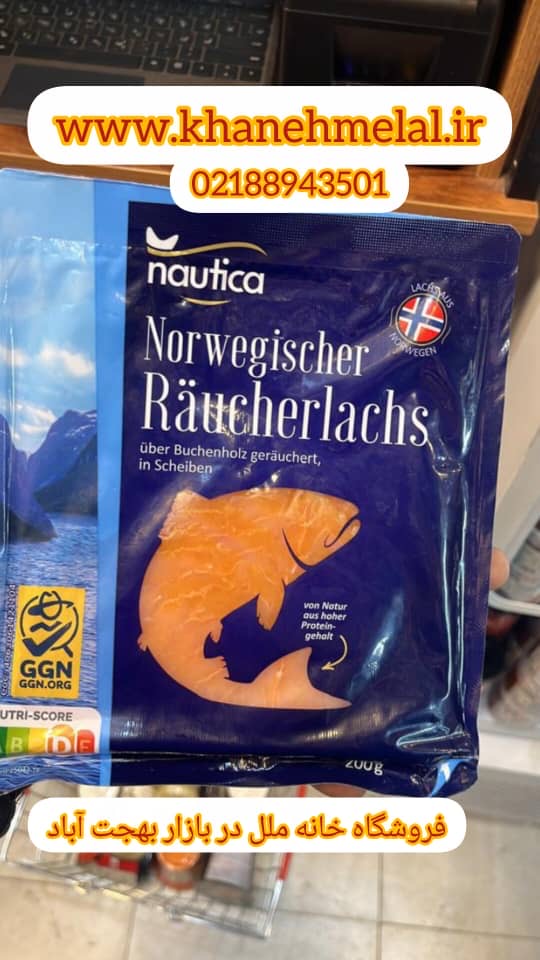 www.khanehmelal.ir
02188943501
nautica
LACHS AUS
NORWEGEN
Norwegischer
Räucherlachs
über Buchenholz geräuchert,
in Scheiben
von Natur
aus hoher
Protein-
gehalt
GGN
GGN.ORG
UTRI-SCORE
B D E
200g
فروشگاه خانه ملل در بازار بهجت آباد